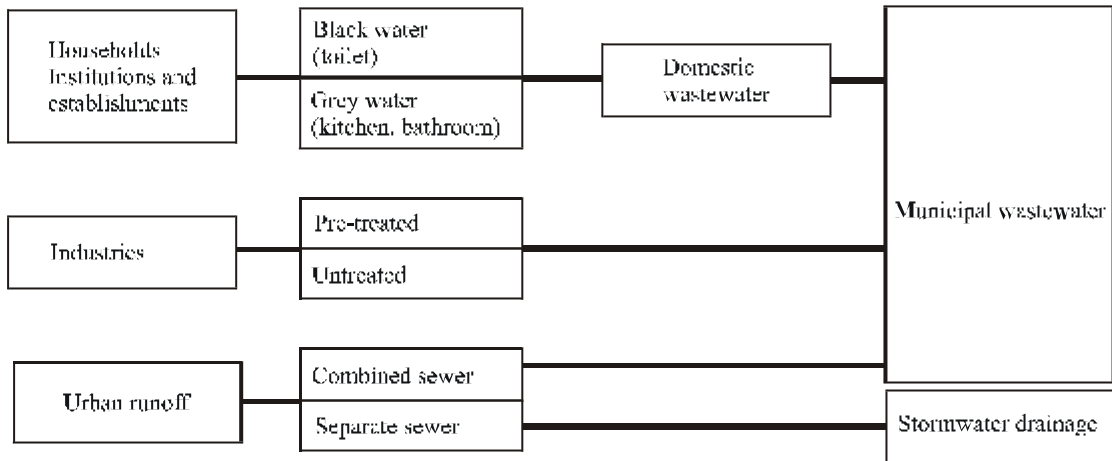 Households
Institutions and
establishments
Black water
(toilet)
Grey water
(kitchen, bathroom)
Domestic
wastewater
Municipal wastewater
Industries
Pre-treated
Untreated
Urban runoff
Combined sewer
Separate sewer
Stormwater drainage